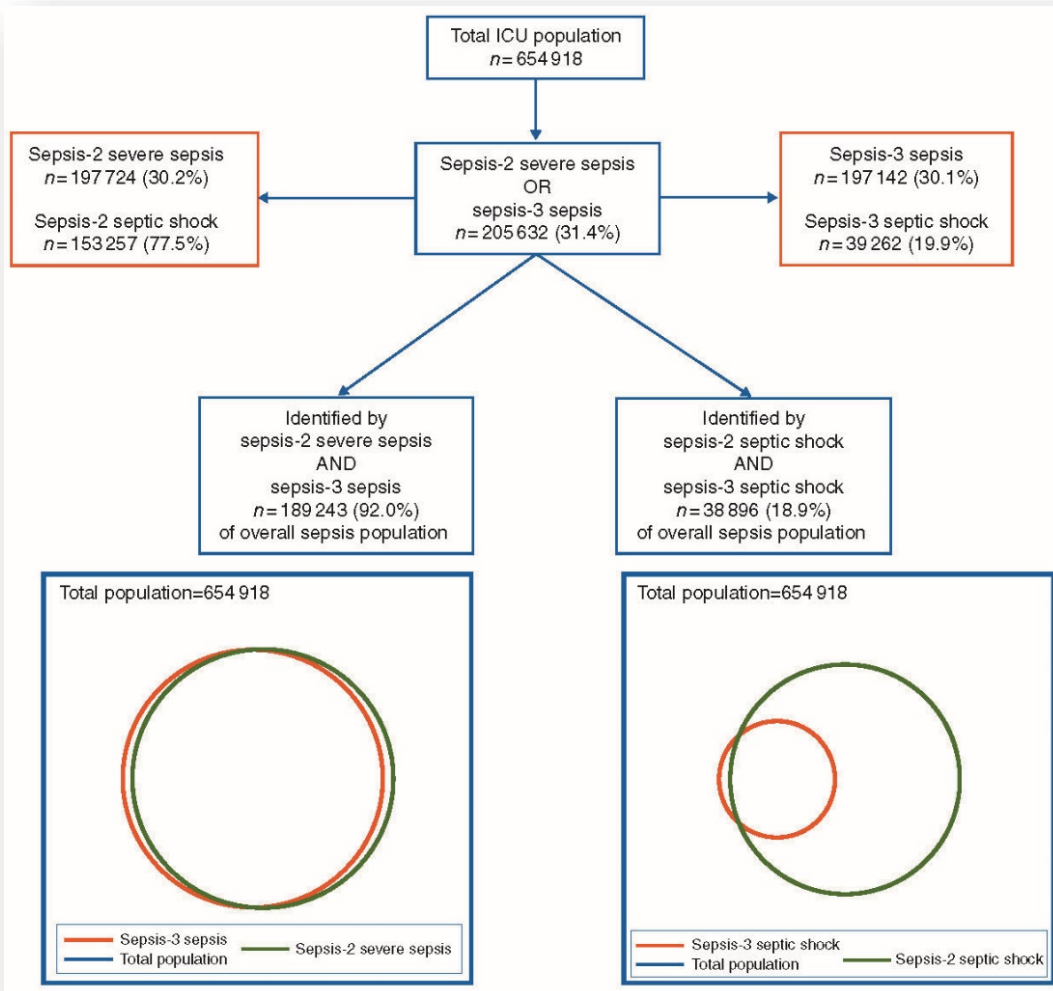 Total ICU population
n=654 918
Sepsis-2 severe sepsis
n=197 724 (30.2%)
Sepsis-2 septic shock
n=153 257 (77.5%)
Sepsis-2 severe sepsis
OR
sepsis-3 sepsis
n=205 632 (31.4%)
Sepsis-3 sepsis
n=197 142 (30.1%)
Sepsis-3 septic shock
n=39 262 (19.9%)
Identified by
sepsis-2 severe sepsis
AND
sepsis-3 sepsis
n=189 243 (92.0%)
of overall sepsis population
Identified by
sepsis-2 septic shock
AND
sepsis-3 septic shock
n=38 896 (18.9%)
of overall sepsis population
Total population=654 918
Sepsis-3 sepsis
Total population
Sepsis-2 severe sepsis
Total population=654 918
Sepsis-3 septic shock
Total population
Sepsis-2 septic shock